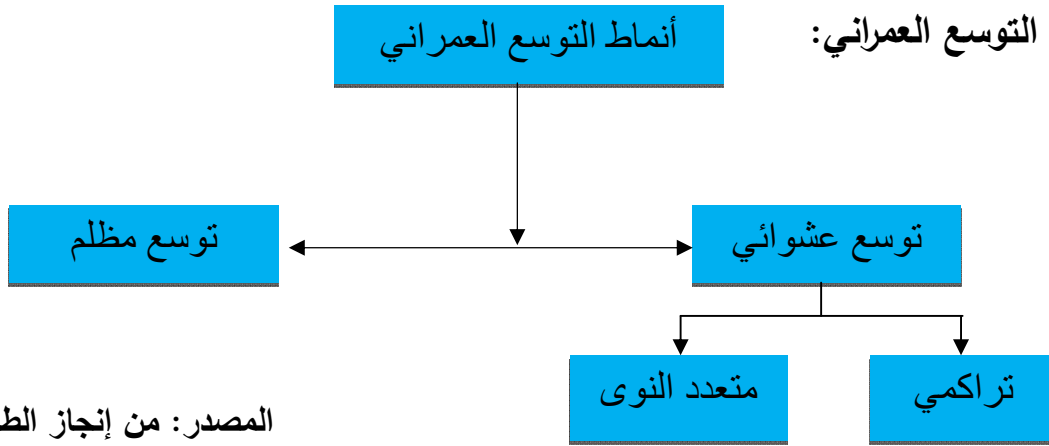 التوسع العمراني:
أنماط التوسع العمراني
توسع عشوائي
توسع مظلم
تراكمي
متعدد النوى
المصدر: من إنجاز